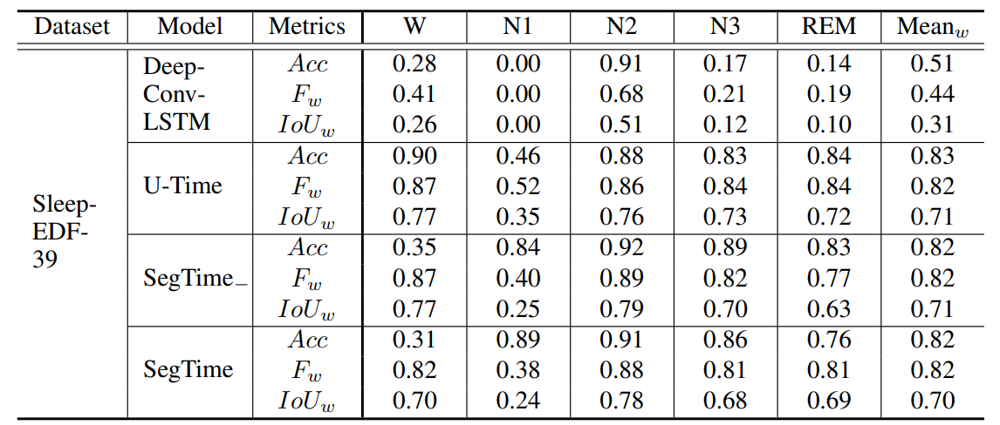 Dataset Model Metrics W N1 N2 N3 REM Mean_w
Sleep-
EDF-
39
Deep-
Conv-
LSTM
Acc 0.28 0.00 0.91 0.17 0.14 0.51
F_w 0.41 0.00 0.68 0.21 0.19 0.44
IoU_w 0.26 0.00 0.51 0.12 0.10 0.31
U-Time
Acc 0.90 0.46 0.88 0.83 0.84 0.83
F_w 0.87 0.52 0.86 0.84 0.84 0.82
IoU_w 0.77 0.35 0.76 0.73 0.72 0.71
SegTime_−
Acc 0.35 0.84 0.92 0.89 0.83 0.82
F_w 0.87 0.40 0.89 0.82 0.77 0.82
IoU_w 0.77 0.25 0.79 0.70 0.63 0.71
SegTime
Acc 0.31 0.89 0.91 0.86 0.76 0.82
F_w 0.82 0.38 0.88 0.81 0.81 0.82
IoU_w 0.70 0.24 0.78 0.68 0.69 0.70